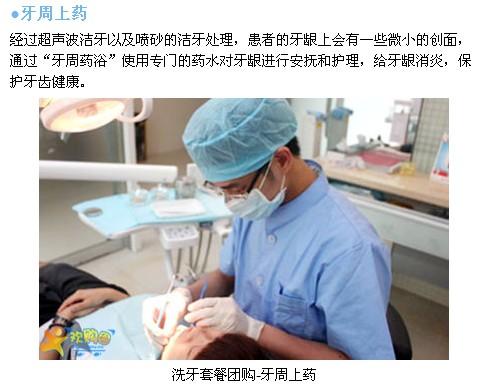 ●牙周上药
经过超声波洁牙以及喷砂的洁牙处理，患者的牙龈上会有一些微小的创面，
通过“牙周药浴”使用专门的药水对牙龈进行安抚和护理，给牙龈消炎，保
护牙齿健康。
欢购图
洗牙套餐团购-牙周上药